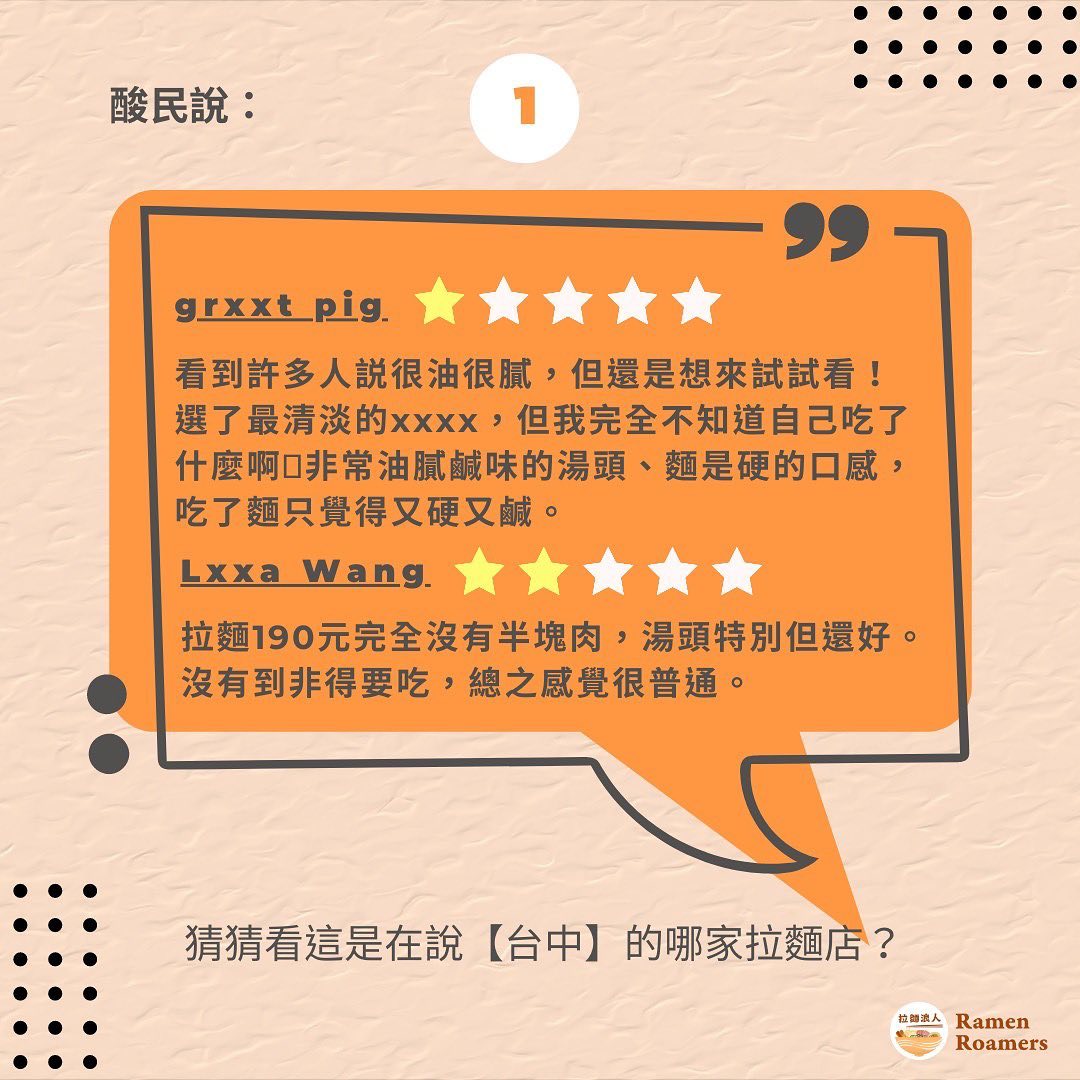 酸民說：
1
grxxt pig
看到許多人説很油很膩，但還是想來試試看！
選了最清淡的xxxx，但我完全不知道自己吃了
什麼啊▯非常油膩鹹味的湯頭、麵是硬的口感，
吃了麵只覺得又硬又鹹。
Lxxa Wang
拉麵190元完全沒有半塊肉，湯頭特別但還好。
沒有到非得要吃，總之感覺很普通。
猜猜看這是在說【台中】的哪家拉麵店？
拉麵浪人
Ramen
Roamers